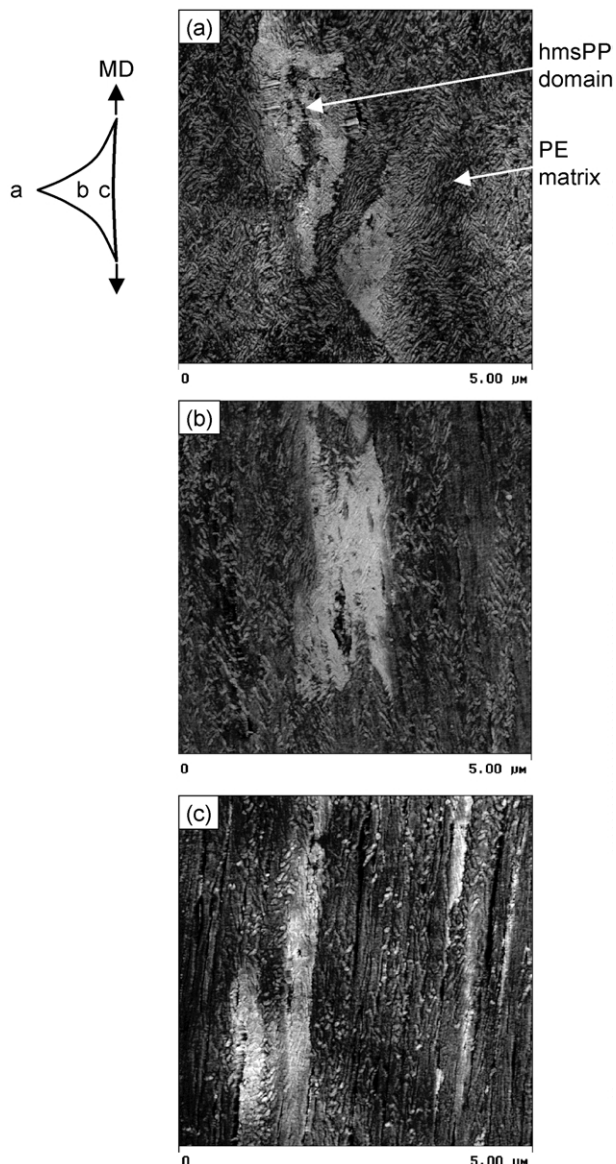 (a)
MD
hmsPP
domain
a
b
c
PE
matrix
0
5.00 µM
(b)
0
5.00 µM
(c)
0
5.00 µM